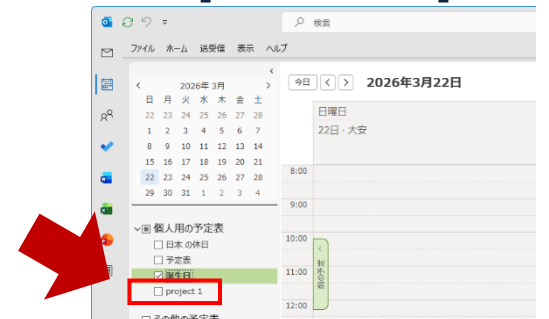 検索
ファイル ホーム 送受信 表示 ヘルプ
2026年 3月
日 月 火 水 木 金 土
22 23 24 25 26 27 28
1 2 3 4 5 6 7
8 9 10 11 12 13 14
15 16 17 18 19 20 21
22 23 24 25 26 27 28
29 30 31 1 2 3 4
個人用の予定表
日本 の休日
予定表
誕生日
project 1
その他の予定表
今日 2026年3月22日
日曜日
22日・大安
8:00
9:00
10:00
11:00
12:00
前の予定